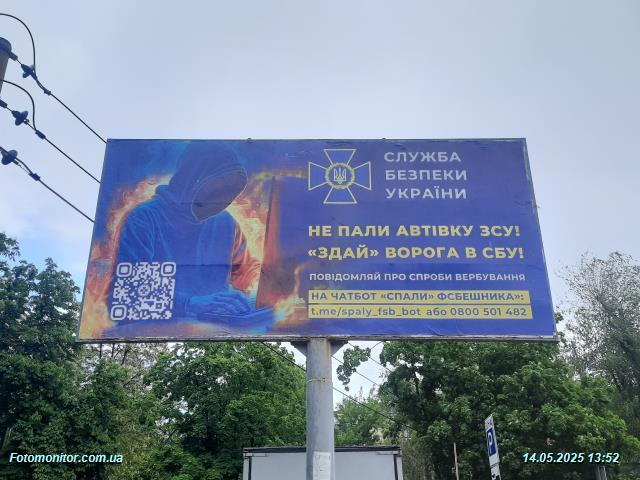 СЛУЖБА
БЕЗПЕКИ
УКРАЇНИ
НЕ ПАЛИ АВТІВКУ ЗСУ!
«ЗДАЙ» ВОРОГА В СБУ!
ПОВІДОМЛЯЙ ПРО СПРОБИ ВЕРБУВАННЯ
НА ЧАТБОТ «СПАЛИ» ФСБЕШНИКА»:
t.me/spaly_fsb_bot або 0800 501 482
P
Fotomonitor.com.ua
14.05.2025 13:52